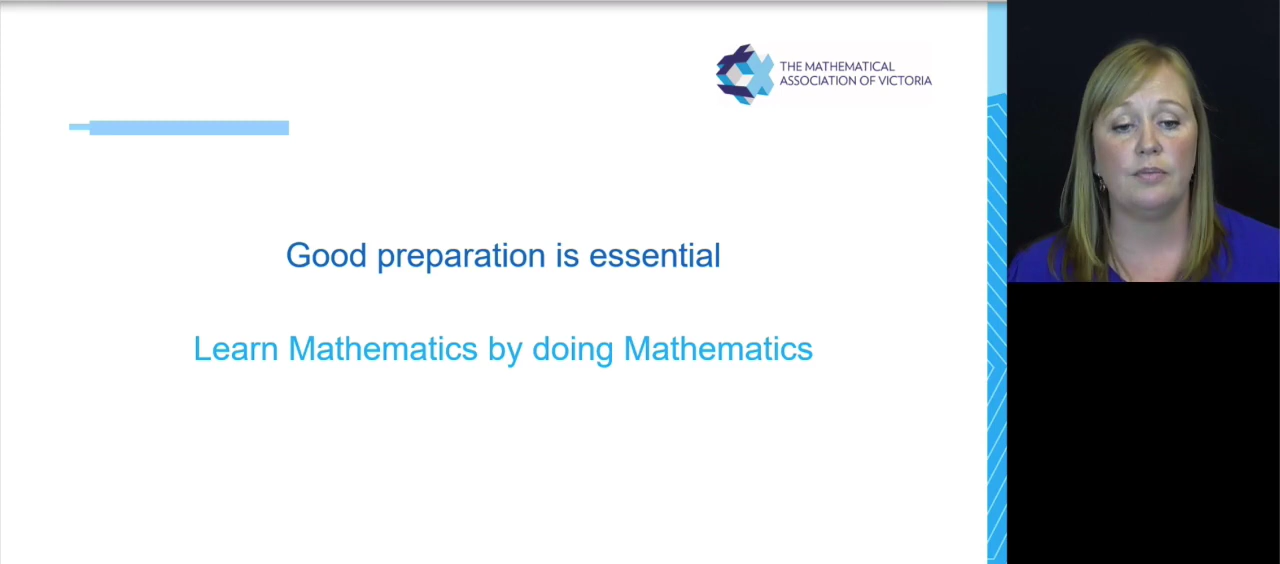 THE MATHEMATICAL
ASSOCIATION OF VICTORIA
Good preparation is essential
Learn Mathematics by doing Mathematics